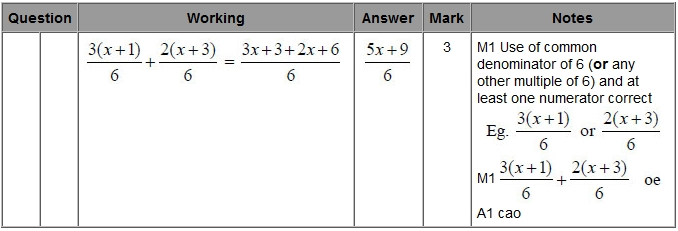 Question Working Answer Mark Notes
3(x+1)/6 + 2(x+3)/6 = 3x+3+2x+6/6
5x+9/6
3
M1 Use of common
denominator of 6 (or any
other multiple of 6) and at
least one numerator correct
Eg. 3(x+1)/6 or 2(x+3)/6
M1 3(x+1)/6 + 2(x+3)/6 oe
A1 cao